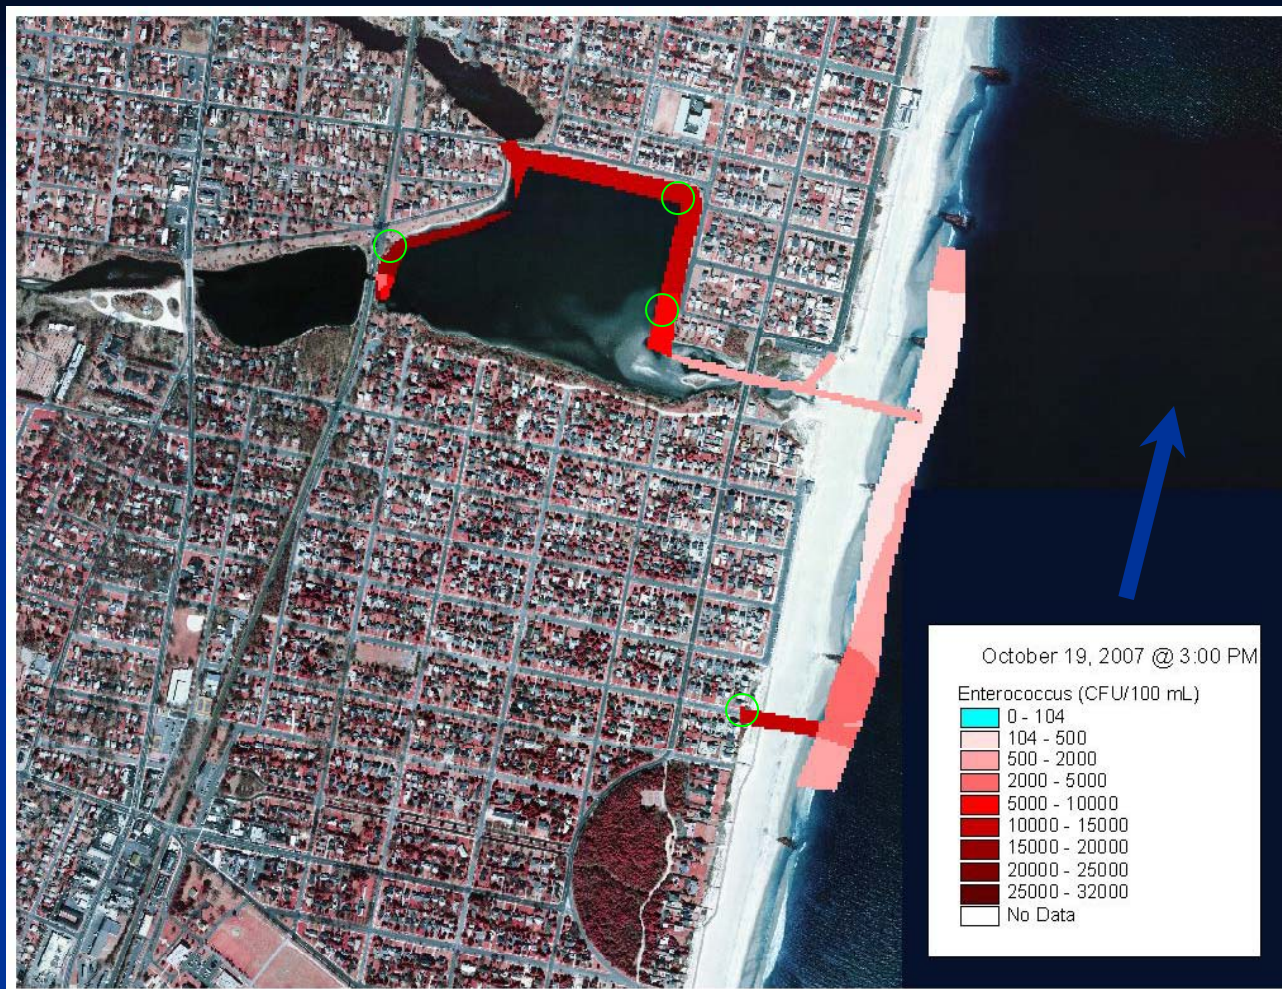 October 19, 2007 @ 3:00 PM
Enterococcus (CFU/100 mL)
0 - 104
104 - 500
500 - 2000
2000 - 5000
5000 - 10000
10000 - 15000
15000 - 20000
20000 - 25000
25000 - 32000
No Data